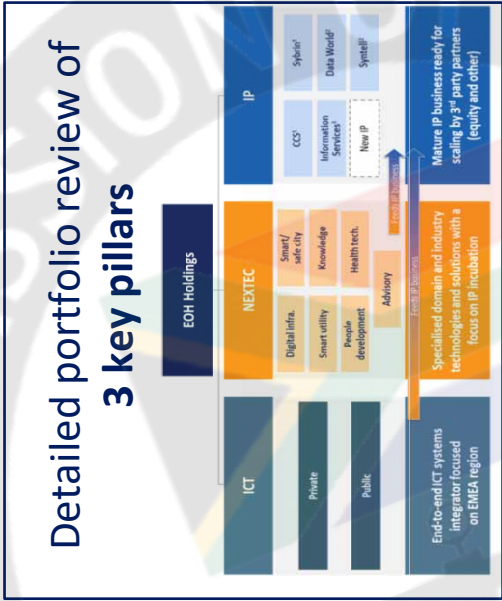 Detailed portfolio review of
3 key pillars
EOH Holdings
ICT
Private
Public
End-to-end ICT systems
integrator focused
on EMEA region
NEXTEC
Digital infra.
Smart/
safe city
Smart utility
Knowledge
People
development
Health tech.
Advisory
Specialised domain and industry
technologies and solutions with a
focus on IP incubation
IP
CCS¹
Sybrin¹
Information
Services¹
Data World²
New IP
Syntell²
Feeds IP business
Feeds IP business
Mature IP business ready for
scaling by 3rd party partners
(equity and other)